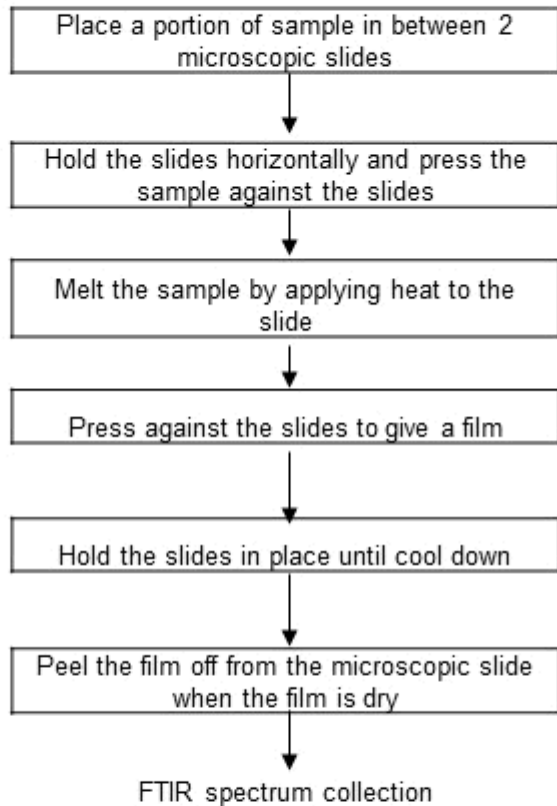 Place a portion of sample in between 2
microscopic slides
Hold the slides horizontally and press the
sample against the slides
Melt the sample by applying heat to the
slide
Press against the slides to give a film
Hold the slides in place until cool down
Peel the film off from the microscopic slide
when the film is dry
FTIR spectrum collection